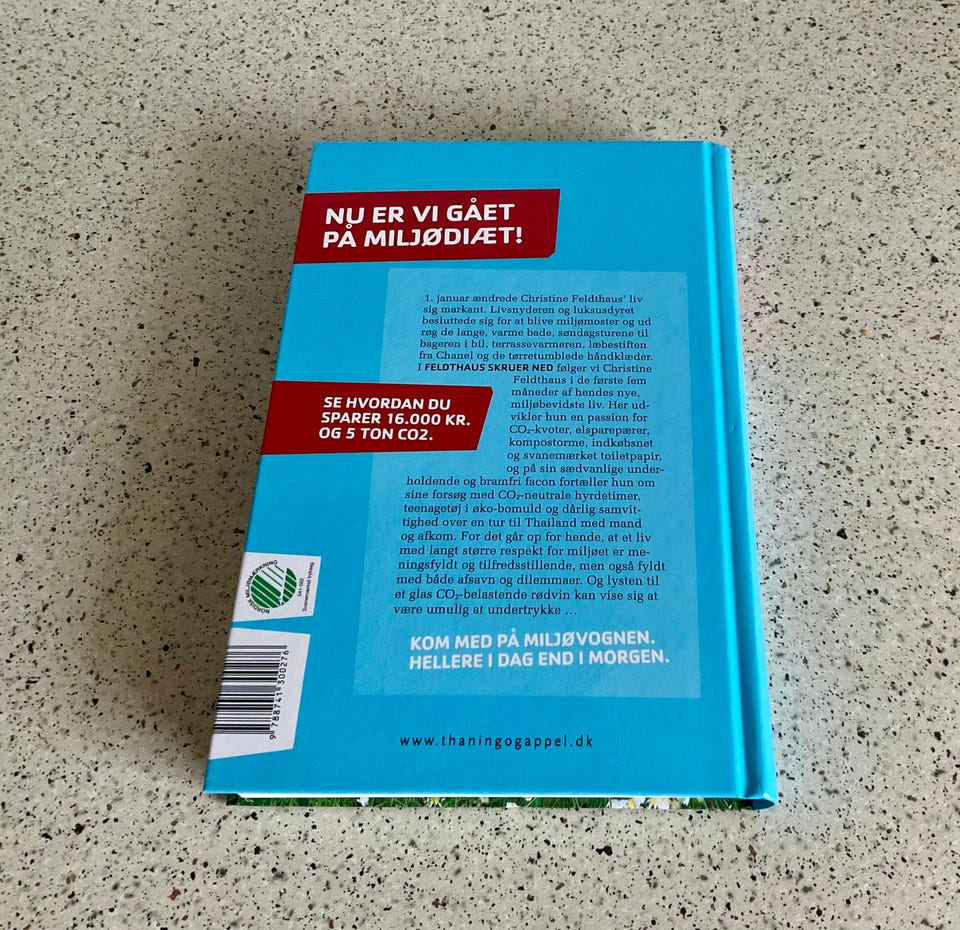 NU ER VI GÅET
PÅ MILJØDIÆT!
1. januar ændrede Christine Feldthaus' liv
sig markant. Livsnyderen og luksusdyret
besluttede sig for at blive miljømoster og ud
røg de lange, varme bade, søndagsturene til
bageren i bil, terrassevarmeren, læbestiften
fra Chanel og de tørretumblede håndklæder.
I FELDTHAUS SKRUER NED følger vi Christine
Feldthaus i de første fem
måneder af hendes nye,
miljøbevidste liv. Her ud-
vikler hun en passion for
CO₂-kvoter, elsparepærer,
kompostorme, indkøbsnet
og svanemærket toiletpapir,
og på sin sædvanlige under-
holdende og bramfri facon fortæller hun om
sine forsøg med CO₂-neutrale hyrdetimer,
teenagetøj i øko-bomuld og dårlig samvit-
tighed over en tur til Thailand med mand
og afkom. For det går op for hende, at et liv
med langt større respekt for miljøet er me-
ningsfyldt og tilfredsstillende, men også fyldt
med både afsavn og dilemmaer. Og lysten til
et glas CO₂-belastende rødvin kan vise sig at
være umulig at undertrykke ...
SE HVORDAN DU
SPARER 16.000 KR.
OG 5 TON CO2.
KOM MED PÅ MILJØVOGNEN.
HELLERE I DAG END I MORGEN.
NORDISK MILJØMÆRKNING
541-562
Svanemærket tryksag
9 788741 300276
www.thaningogappel.dk